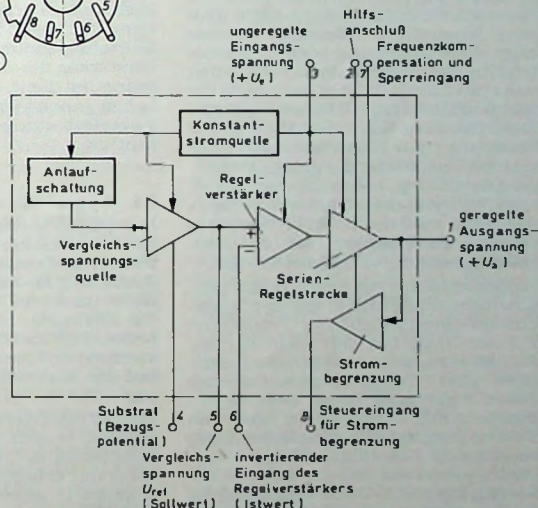 8
7
6
5
ungeregelte
Eingangs-
spannung
(+Ue)
3
Hilfs-
anschluß
2
7
Frequenzkom-
pensation und
Sperreingang
Konstant-
stromquelle
Anlauf-
schaltung
Regel-
verstärker
+
Vergleichs-
spannungs-
quelle
+
−
Serien-
Regelstrecke
1
geregelte
Ausgangs-
spannung
(+Ua)
Strom-
begrenzung
Substrat
(Bezugs-
potential)
4
5
6
8
Steuereingang
für Strom-
begrenzung
Vergleich-
spannung
Uref
(Sollwert)
invertierender
Eingang des
Regelverstärkers
(Istwert)